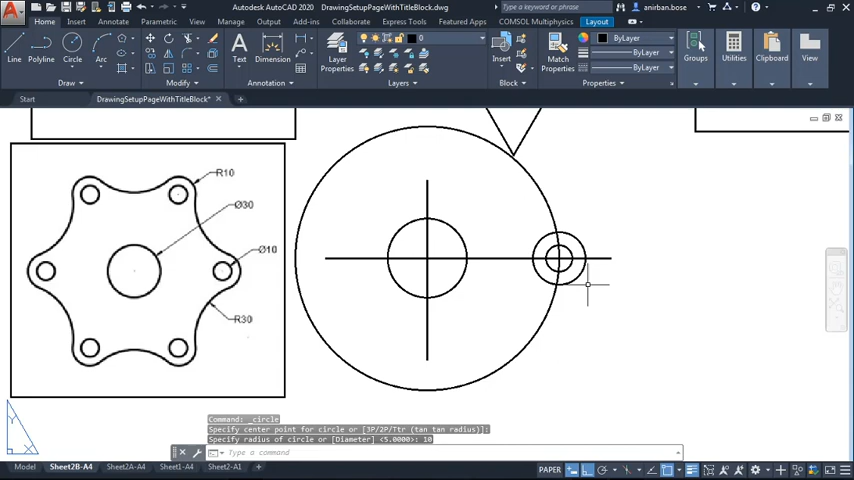 Autodesk AutoCAD 2020 DrawingSetupPageWithTitleBlock.dwg
Type a keyword or phrase
anirban.bose
Home Insert Annotate Parametric View Manage Output Add-ins Collaborate Express Tools Featured Apps COMSOL Multiphysics Layout
Line Polyline Circle Arc Text Dimension Layer Properties 0 Insert Match Properties ByLayer ByLayer ByLayer Groups Utilities Clipboard View
Draw Modify Annotation Layers Block Properties
Start DrawingSetupPageWithTitleBlock*
R10
Ø30
Ø10
R30
Y
X
Command: _circle
Specify center point for circle or [3P/2P/Ttr (tan tan radius)]:
Specify radius of circle or [Diameter] <5.0000>: 10
Type a command
Model Sheet2B-A4 Sheet2A-A4 Sheet1-A4 Sheet2-A1 PAPER